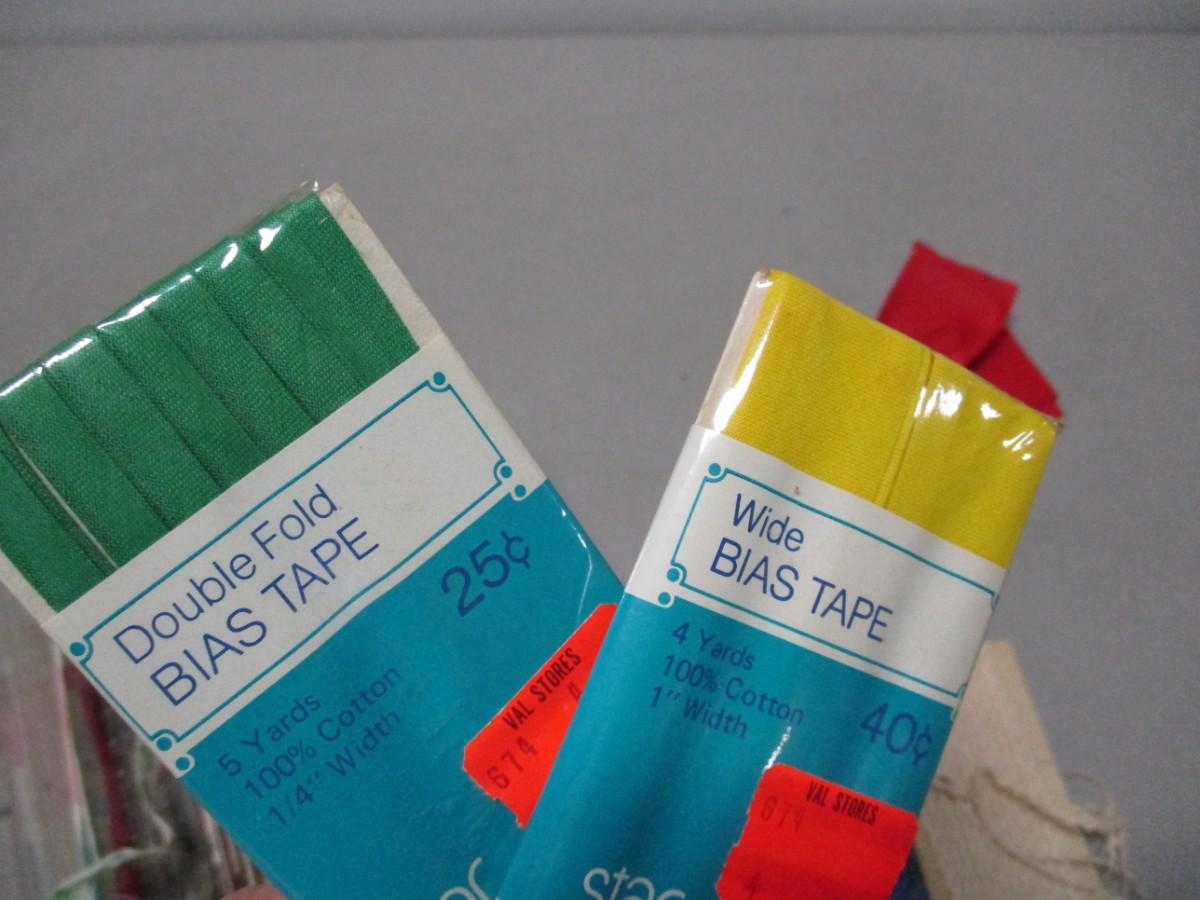 Double Fold
BIAS TAPE
25¢
5 Yards
100% Cotton
1/4" Width
VAL STORES
674
Wide
BIAS TAPE
4 Yards
100% Cotton
1" Width
40¢
VAL STORES
674